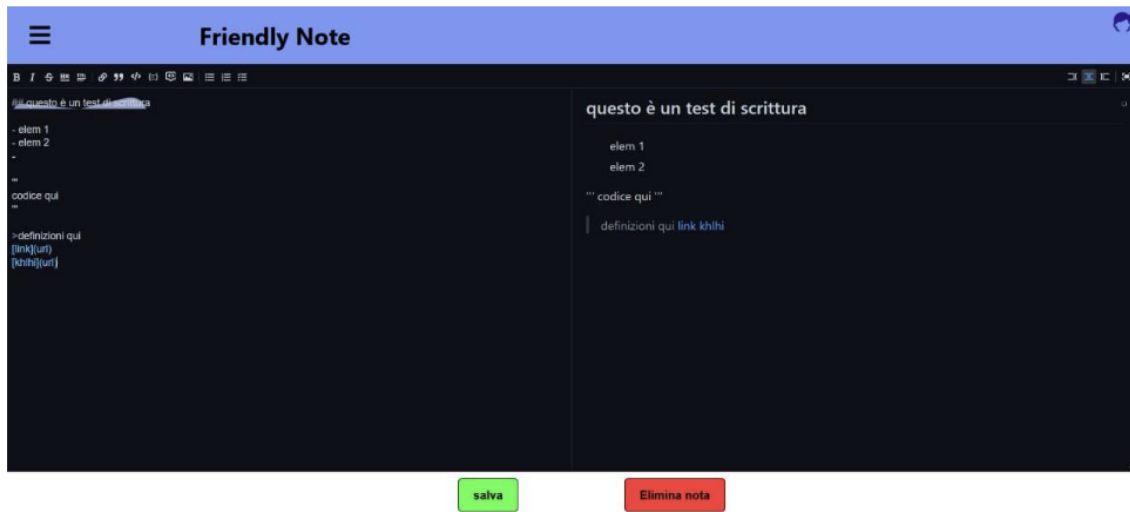 Friendly Note
## questo è un test di scrittura
- elem 1
- elem 2
-
'''
codice qui
'''
>definizioni qui
[link](url)
[khlhi](url)
questo è un test di scrittura
elem 1
elem 2
''' codice qui '''
definizioni qui link khlhi
salva
Elimina nota